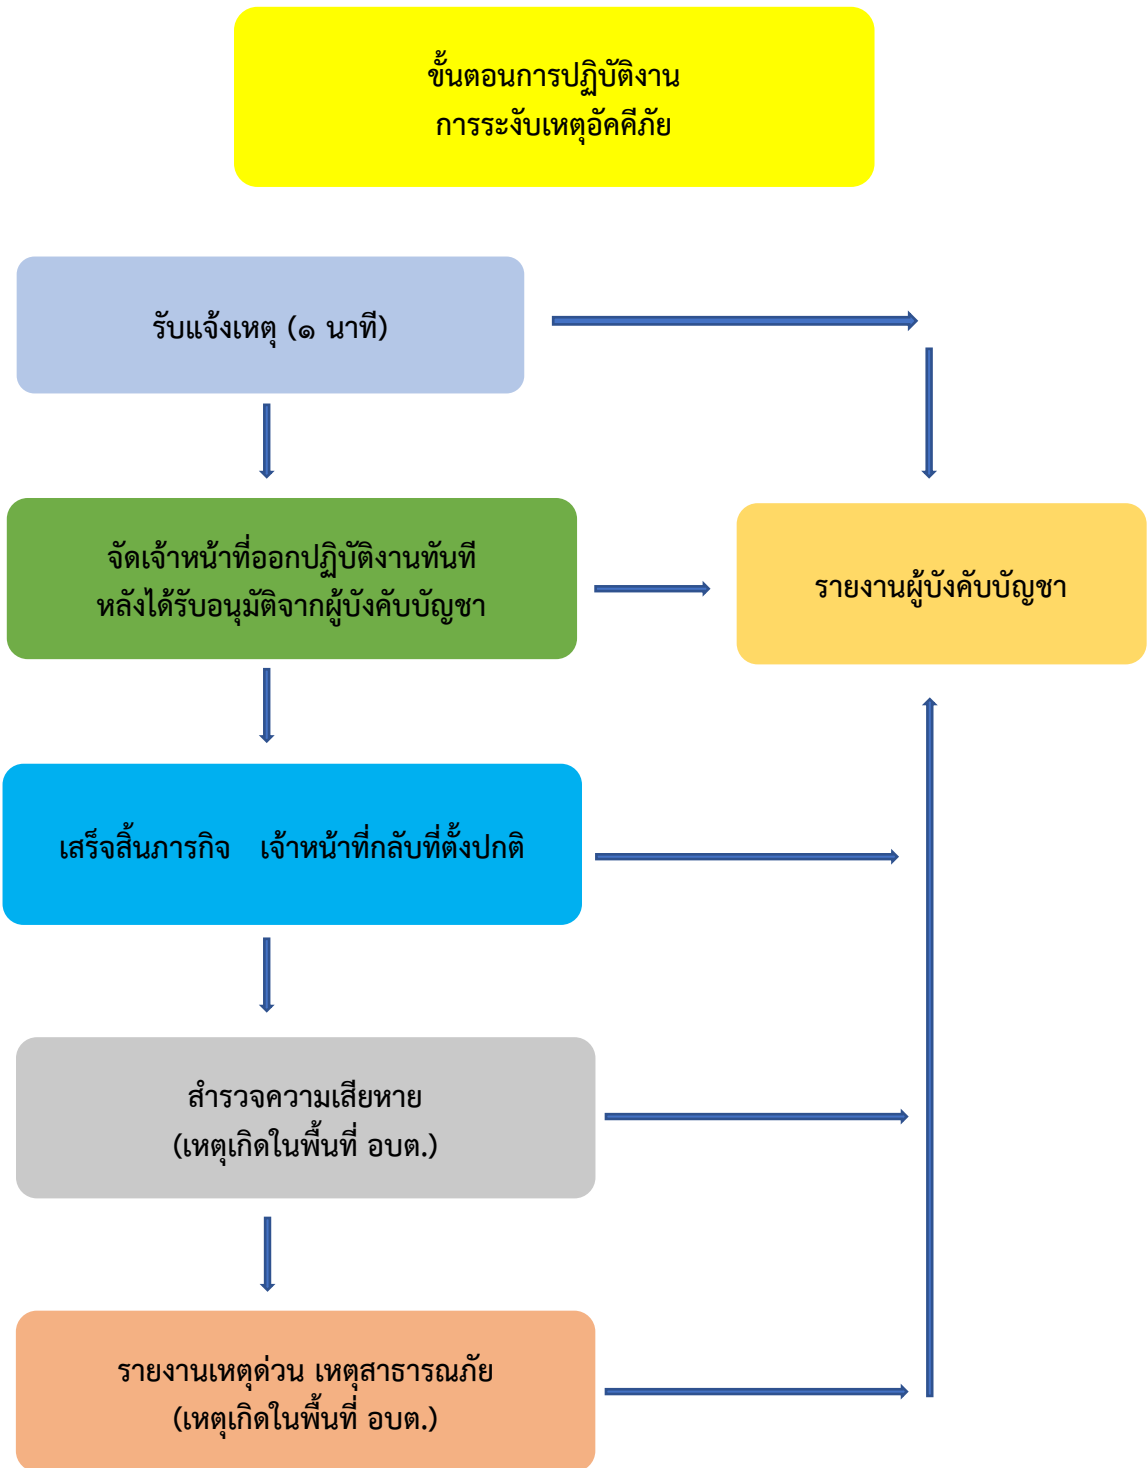 ขั้นตอนการปฏิบัติงาน
การระงับเหตุอัคคีภัย
รับแจ้งเหตุ (๑ นาที)
จัดเจ้าหน้าที่ออกปฏิบัติงานทันที
หลังได้รับอนุมัติจากผู้บังคับบัญชา
รายงานผู้บังคับบัญชา
เสร็จสิ้นภารกิจ เจ้าหน้าที่กลับที่ตั้งปกติ
สำรวจความเสียหาย
(เหตุเกิดในพื้นที่ อบต.)
รายงานเหตุด่วน เหตุสาธารณภัย
(เหตุเกิดในพื้นที่ อบต.)